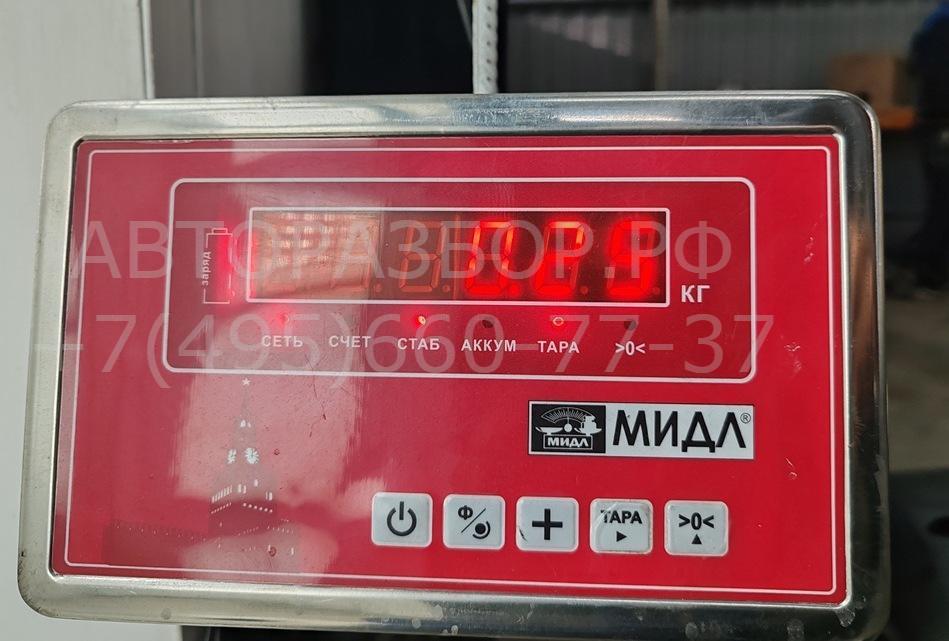 АВТОРАЗБОР.РФ
заряд
кг
+7(495)660-77-37
СЕТЬ СЧЕТ СТАБ АККУМ ТАРА >0<
МИДЛ МИДЛ®
Ф + ТАРА >0<